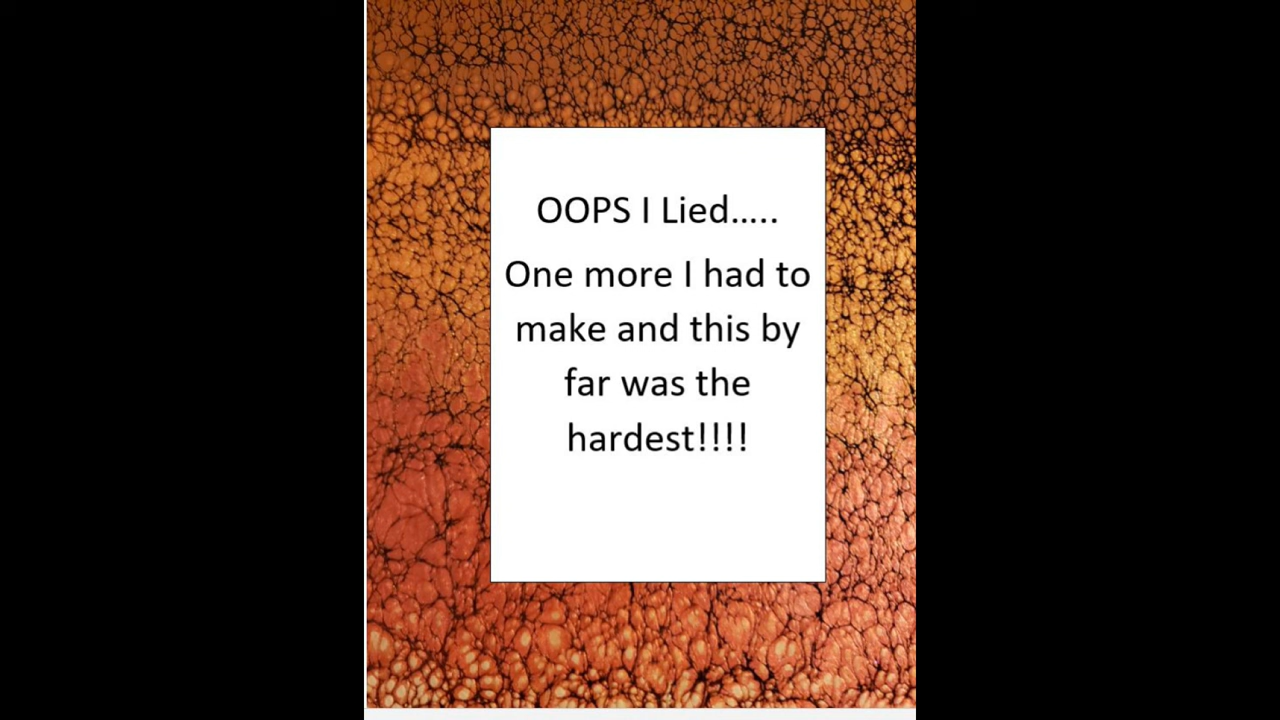 OOPS I Lied.....
One more I had to
make and this by
far was the
hardest!!!!